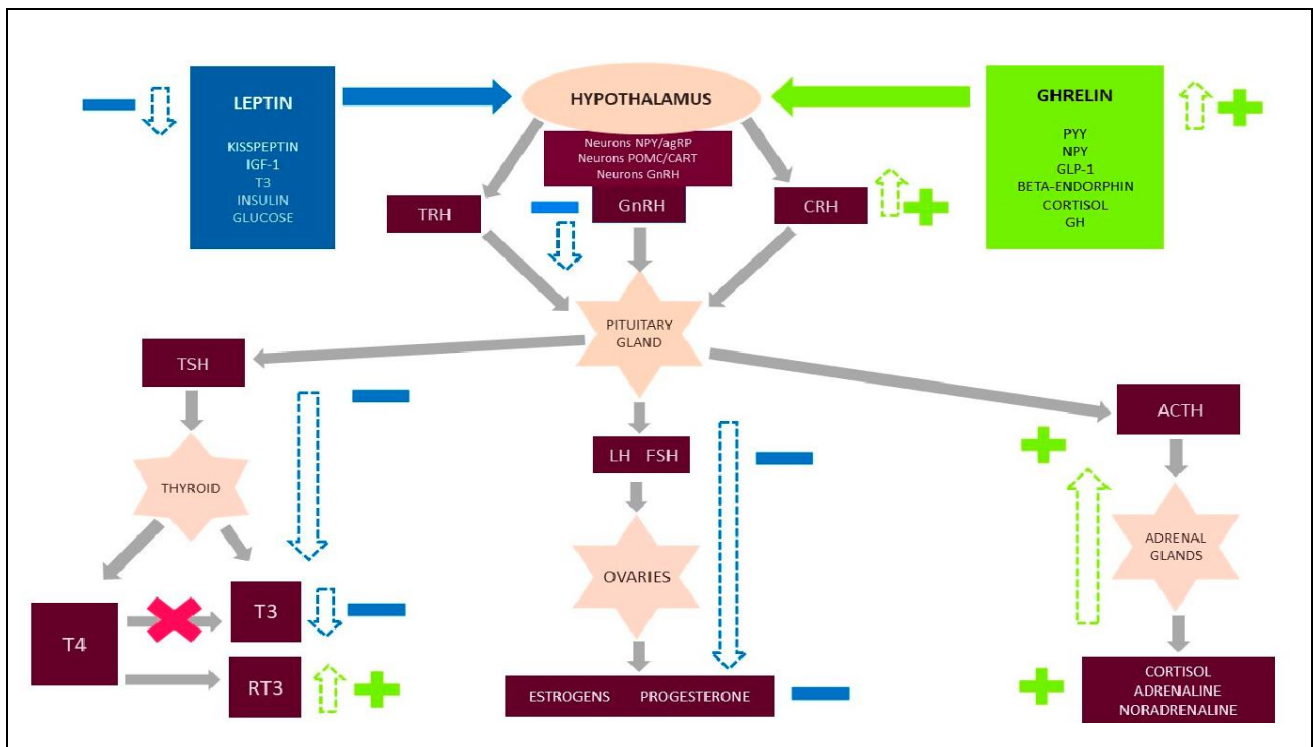 LEPTIN
KISSPEPTIN
IGF-1
T3
INSULIN
GLUCOSE
HYPOTHALAMUS
Neurons NPY/agRP
Neurons POMC/CART
Neurons GnRH
GHRELIN
PYY
NPY
GLP-1
BETA-ENDORPHIN
CORTISOL
GH
TRH
GnRH
CRH
PITUITARY
GLAND
TSH
ACTH
LH FSH
THYROID
OVARIES
ADRENAL
GLANDS
T4
T3
RT3
ESTROGENS PROGESTERONE
CORTISOL
ADRENALINE
NORADRENALINE